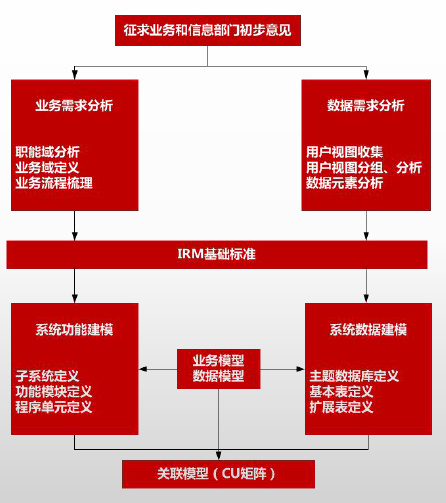 征求业务和信息部门初步意见
业务需求分析
职能域分析
业务域定义
业务流程梳理
数据需求分析
用户视图收集
用户视图分组、分析
数据元素分析
IRM基础标准
系统功能建模
子系统定义
功能模块定义
程序单元定义
业务模型
数据模型
系统数据建模
主题数据库定义
基本表定义
扩展表定义
关联模型（CU矩阵）